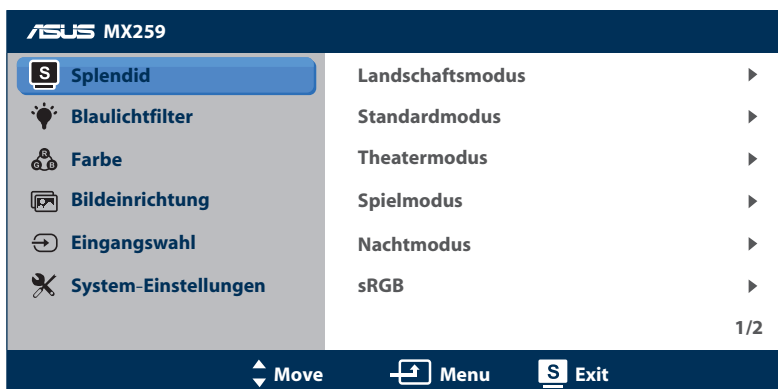 ASUS MX259
Splendid
Blaulichtfilter
Farbe
Bildeinrichtung
Eingangswahl
System-Einstellungen
Landschaftsmodus
Standardmodus
Theatermodus
Spielmodus
Nachtmodus
sRGB
1/2
Move Menu S Exit